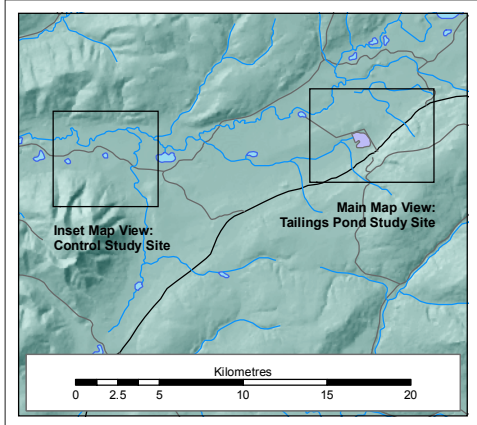 Inset Map View:
Control Study Site
Main Map View:
Tailings Pond Study Site
Kilometres
0 2.5 5 10 15 20